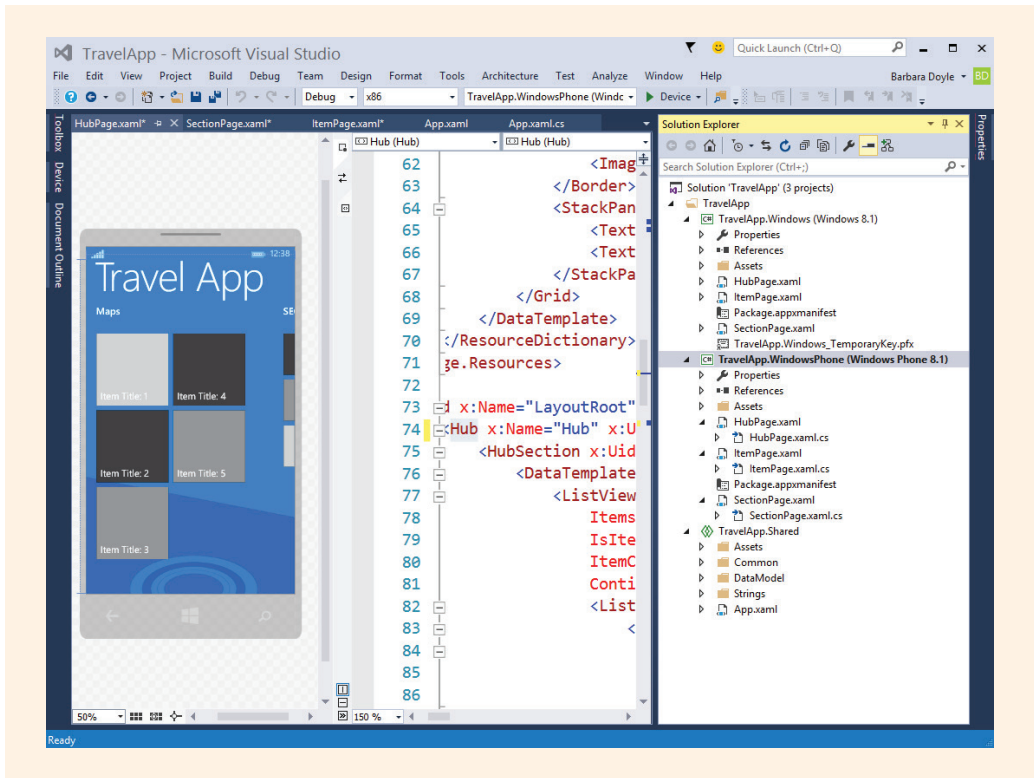 TravelApp - Microsoft Visual Studio
Quick Launch (Ctrl+Q)
File Edit View Project Build Debug Team Design Format Tools Architecture Test Analyze Window Help
Barbara Doyle BD
Debug x86 TravelApp.WindowsPhone (Windc Device
Toolbox
Device
Document Outline
HubPage.xaml* SectionPage.xaml* ItemPage.xaml* App.xaml App.xaml.cs
Hub (Hub) Hub (Hub)
12:38
Travel App
Maps SE
Item Title: 1 Item Title: 4
Item Title: 2 Item Title: 5
Item Title: 3
62 <Imag
63 </Border>
64 <StackPan
65 <Text
66 <Text
67 </StackPa
68 </Grid>
69 </DataTemplate>
70 </ResourceDictionary>
71 ge.Resources>
72
73 d x:Name="LayoutRoot"
74 <Hub x:Name="Hub" x:U
75 <HubSection x:Uid
76 <DataTemplate
77 <ListView
78 Items
79 IsIte
80 ItemC
81 Conti
82 <List
83 <
84
85
86
50% 150 %
Solution Explorer
Search Solution Explorer (Ctrl+;)
Solution 'TravelApp' (3 projects)
TravelApp
TravelApp.Windows (Windows 8.1)
Properties
References
Assets
HubPage.xaml
ItemPage.xaml
Package.appxmanifest
SectionPage.xaml
TravelApp.Windows_TemporaryKey.pfx
TravelApp.WindowsPhone (Windows Phone 8.1)
Properties
References
Assets
HubPage.xaml
HubPage.xaml.cs
ItemPage.xaml
ItemPage.xaml.cs
Package.appxmanifest
SectionPage.xaml
SectionPage.xaml.cs
TravelApp.Shared
Assets
Common
DataModel
Strings
App.xaml
Properties
Ready